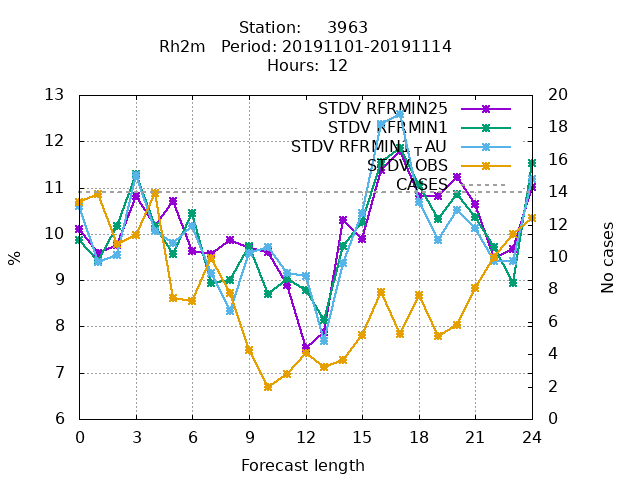 Station: 3963
Rh2m Period: 20191101-20191114
Hours: 12
STDV RFRMIN25
STDV RFRMIN1
STDV RFRMIN1_AU
STDV OBS
CASES
13
12
11
10
9
8
7
6
%
20
18
16
14
12
10
8
6
4
2
0
No cases
0 3 6 9 12 15 18 21 24
Forecast length